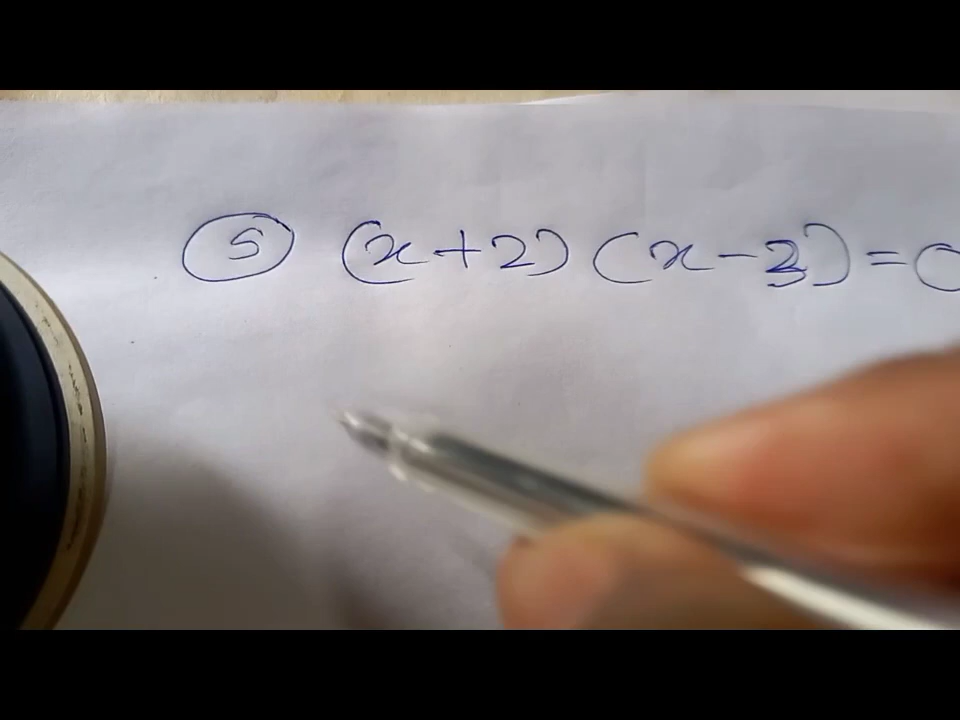 ⑤ (x+2) (x-3) = 0